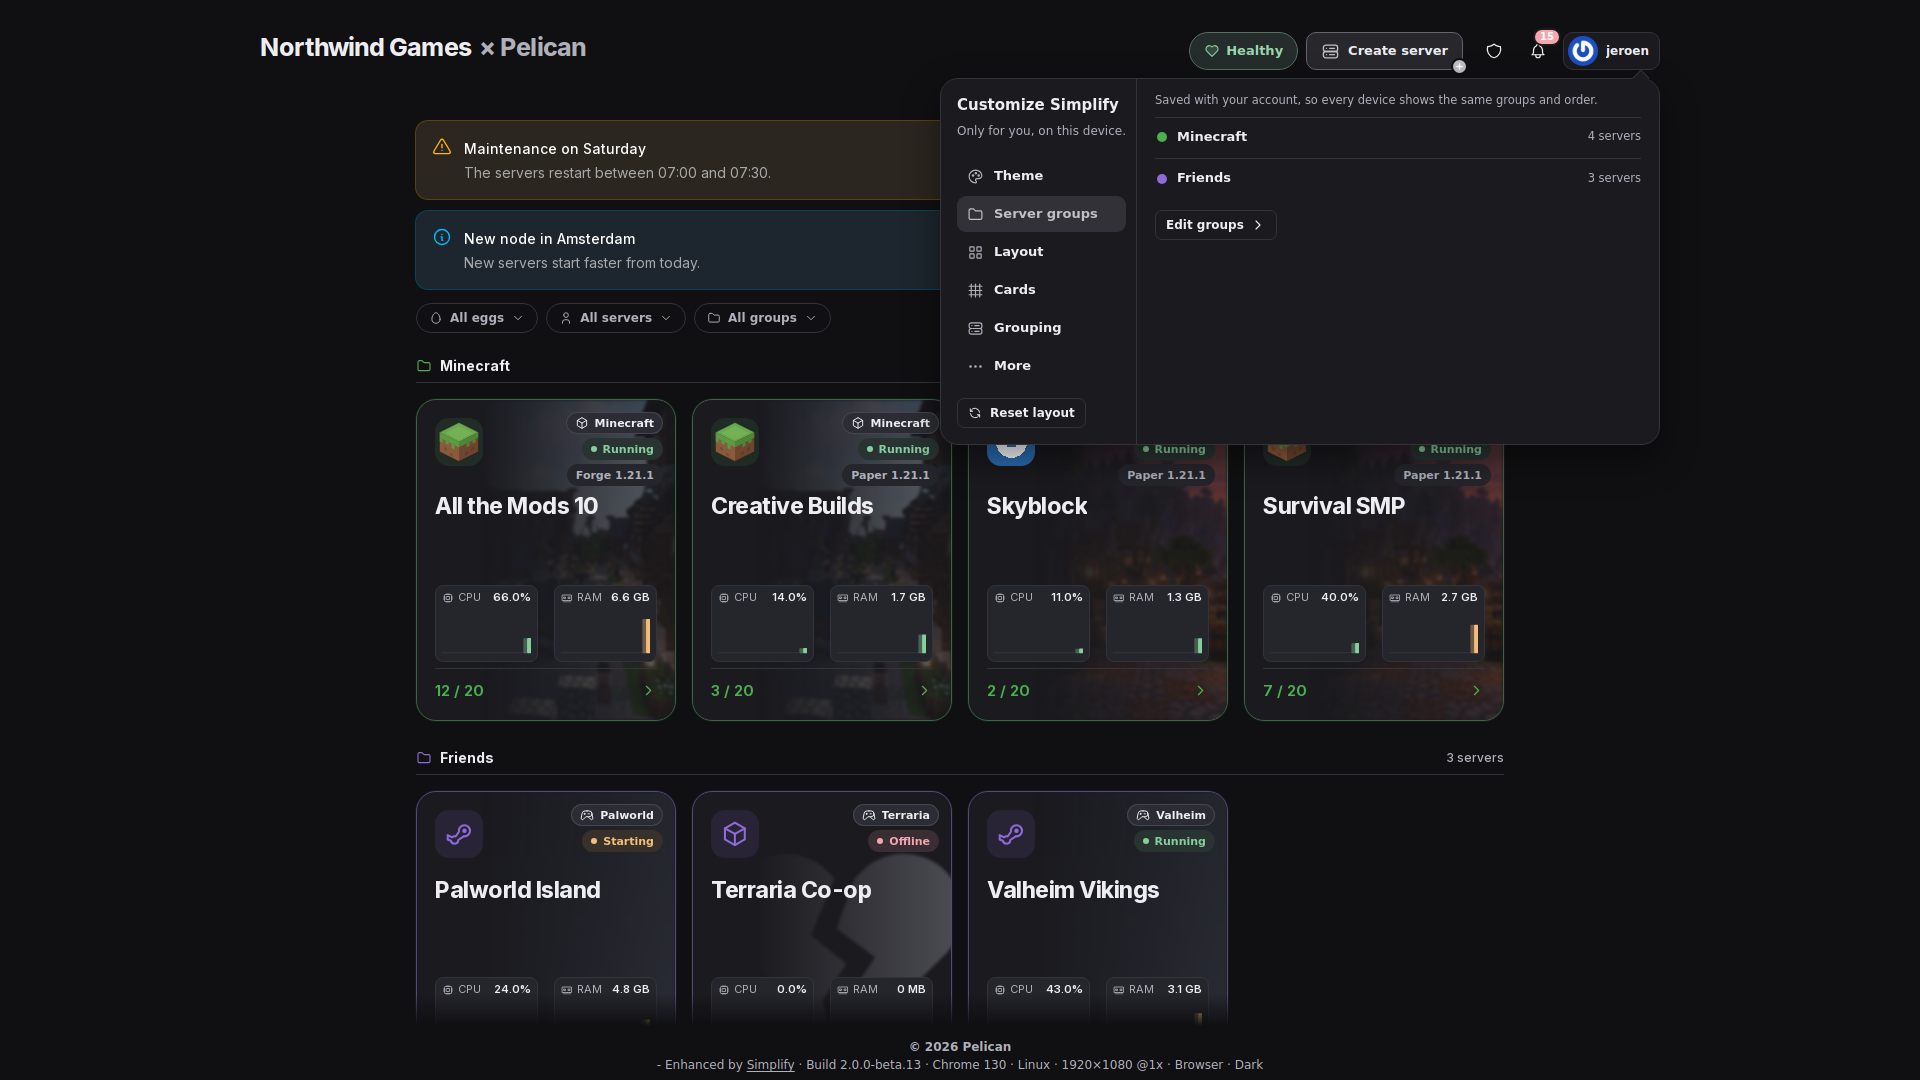 Northwind Games × Pelican
Healthy
Create server
15
jeroen
Maintenance on Saturday
The servers restart between 07:00 and 07:30.
New node in Amsterdam
New servers start faster from today.
Customize Simplify
Only for you, on this device.
Theme
Server groups
Layout
Cards
Grouping
More
Reset layout
Saved with your account, so every device shows the same groups and order.
Minecraft 4 servers
Friends 3 servers
Edit groups
All eggs All servers All groups
Minecraft
Minecraft
Running
Forge 1.21.1
All the Mods 10
CPU 66.0% RAM 6.6 GB
12 / 20
Minecraft
Running
Paper 1.21.1
Creative Builds
CPU 14.0% RAM 1.7 GB
3 / 20
Running
Paper 1.21.1
Skyblock
CPU 11.0% RAM 1.3 GB
2 / 20
Running
Paper 1.21.1
Survival SMP
CPU 40.0% RAM 2.7 GB
7 / 20
Friends 3 servers
Palworld
Starting
Palworld Island
CPU 24.0% RAM 4.8 GB
Terraria
Offline
Terraria Co-op
CPU 0.0% RAM 0 MB
Valheim
Running
Valheim Vikings
CPU 43.0% RAM 3.1 GB
© 2026 Pelican
- Enhanced by Simplify · Build 2.0.0-beta.13 · Chrome 130 · Linux · 1920×1080 @1x · Browser · Dark